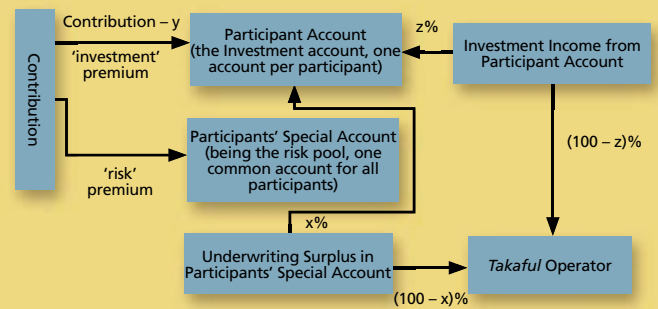 Contribution
Contribution – y
'investment'
premium
'risk'
premium
Participant Account
(the Investment account, one
account per participant)
z%
Investment Income from
Participant Account
(100 – z)%
Participants' Special Account
(being the risk pool, one
common account for all
participants)
x%
Underwriting Surplus in
Participants' Special Account
(100 – x)%
Takaful Operator